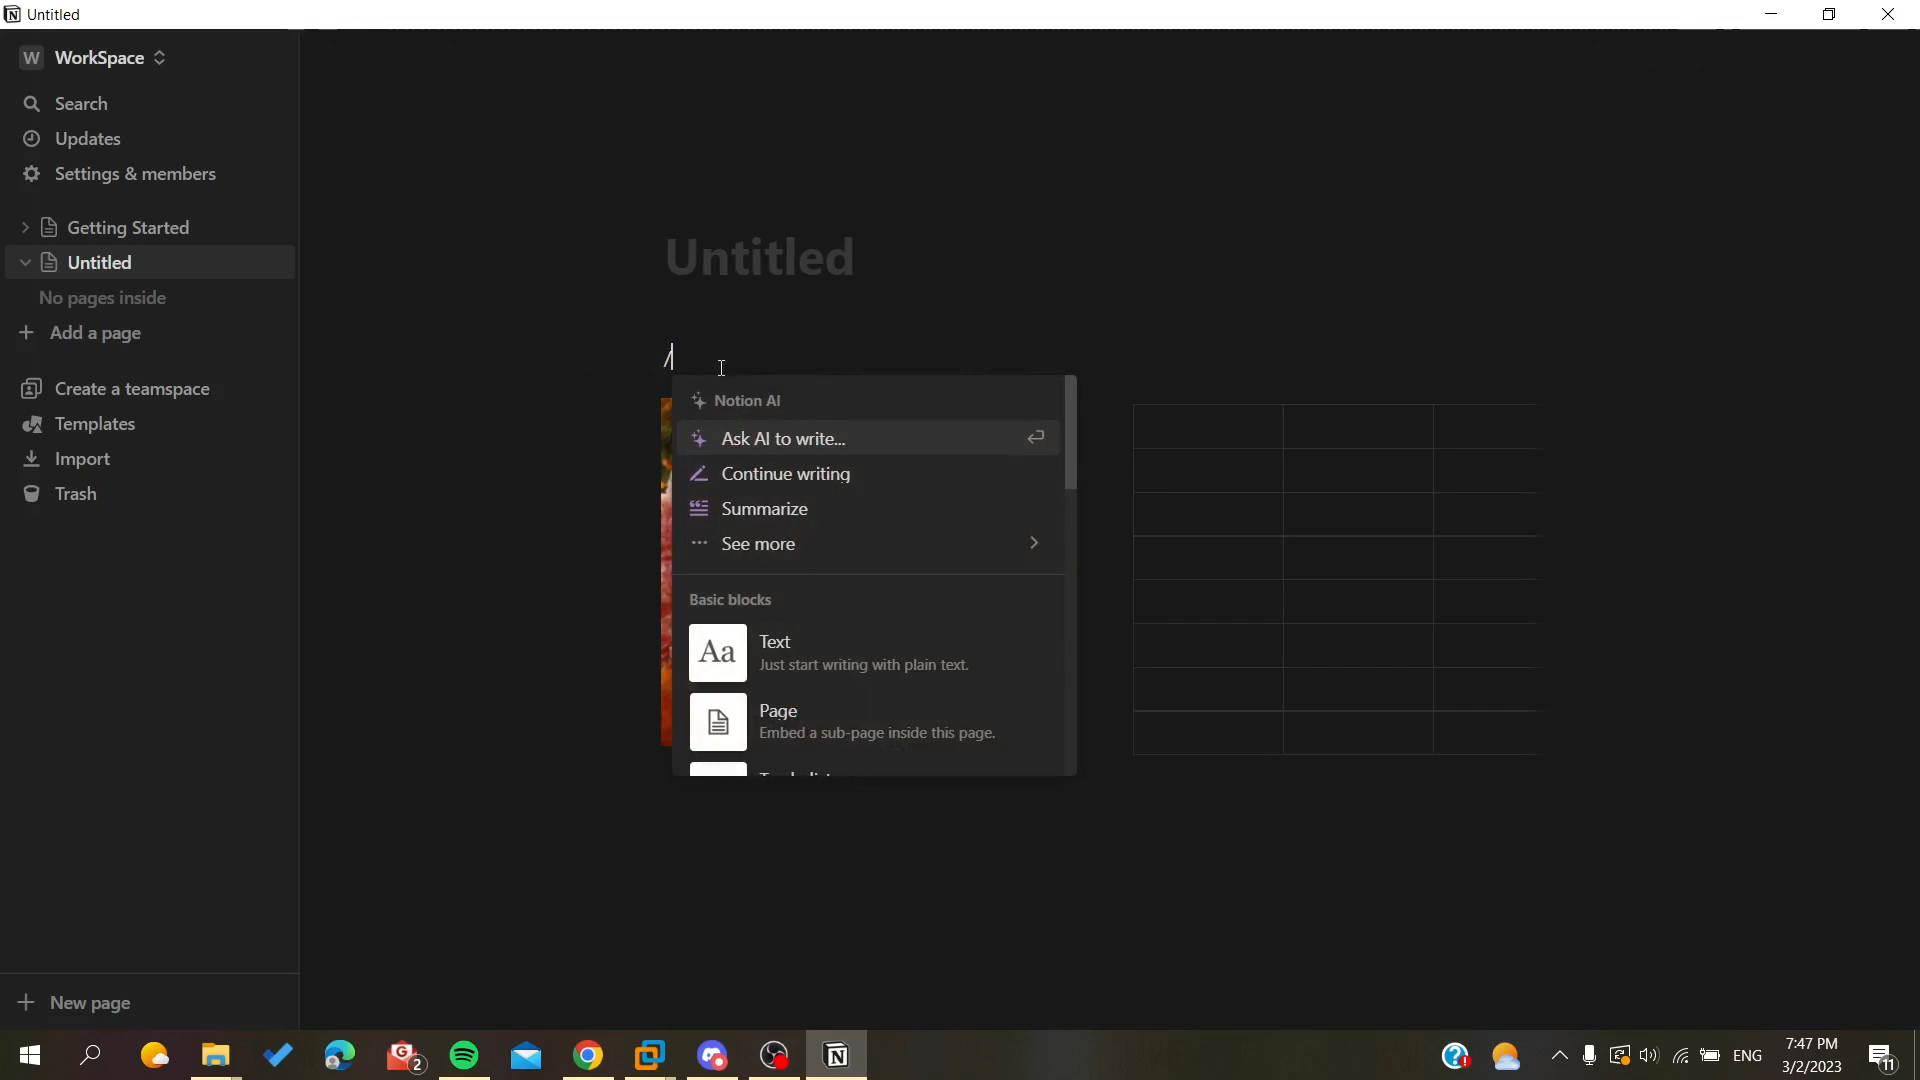 Untitled
W WorkSpace
Search
Updates
Settings & members
Getting Started
Untitled
No pages inside
+ Add a page
Create a teamspace
Templates
Import
Trash
+ New page
Untitled
/
Notion AI
Ask AI to write...
Continue writing
Summarize
See more
Basic blocks
Aa Text
Just start writing with plain text.
Page
Embed a sub-page inside this page.
2
ENG
7:47 PM
3/2/2023
11